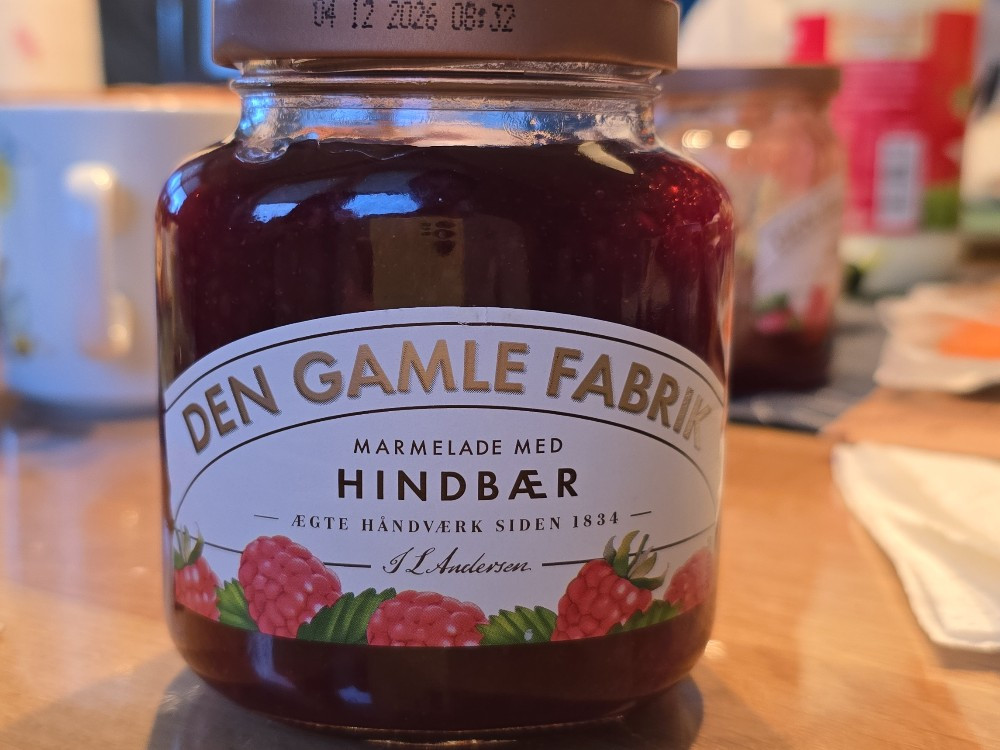 04 12 2026 08:32
DEN GAMLE FABRIK
MARMELADE MED
HINDBÆR
ÆGTE HÅNDVÆRK SIDEN 1834
J L Andersen